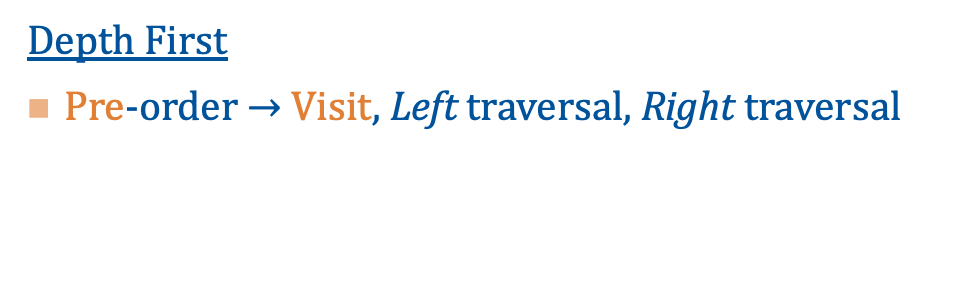 Depth First
■ Pre-order → Visit, Left traversal, Right traversal